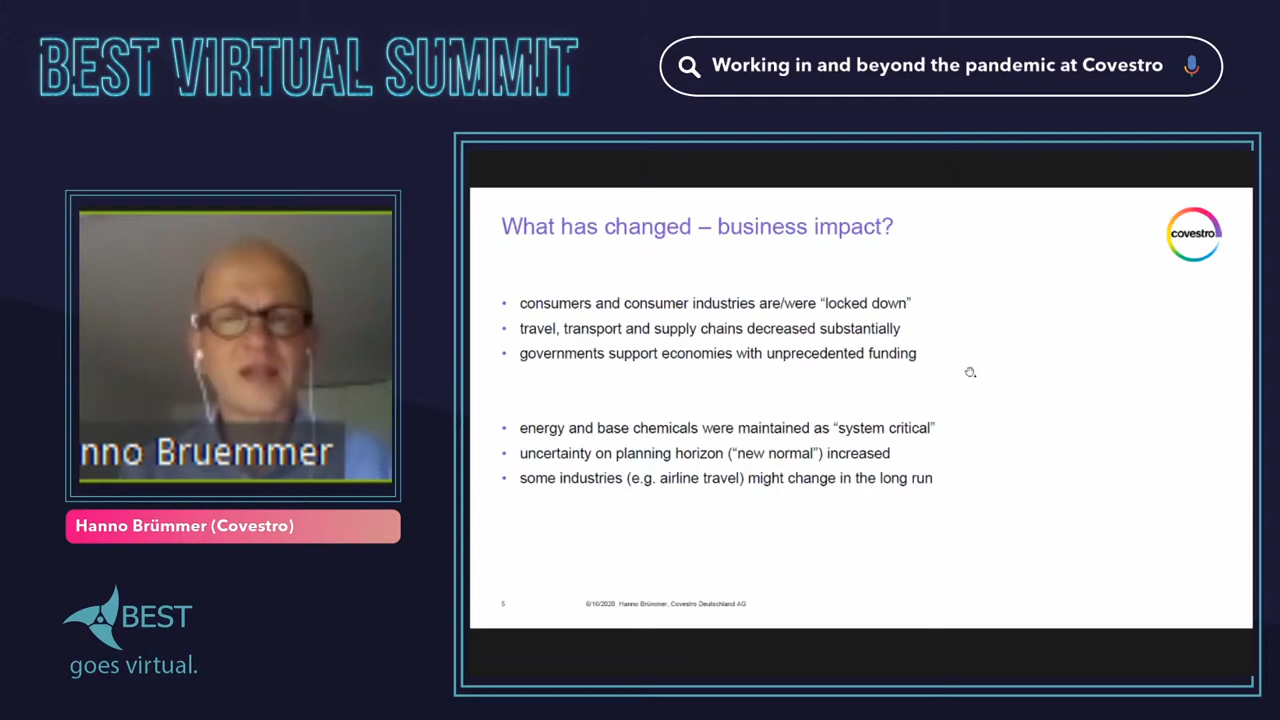 BEST VIRTUAL SUMMIT
Working in and beyond the pandemic at Covestro
What has changed – business impact?
covestro
• consumers and consumer industries are/were “locked down”
• travel, transport and supply chains decreased substantially
• governments support economies with unprecedented funding
• energy and base chemicals were maintained as “system critical”
• uncertainty on planning horizon (“new normal”) increased
• some industries (e.g. airline travel) might change in the long run
5 6/16/2020 Hanno Brümmer, Covestro Deutschland AG
nno Bruemmer
Hanno Brümmer (Covestro)
BEST
goes virtual.